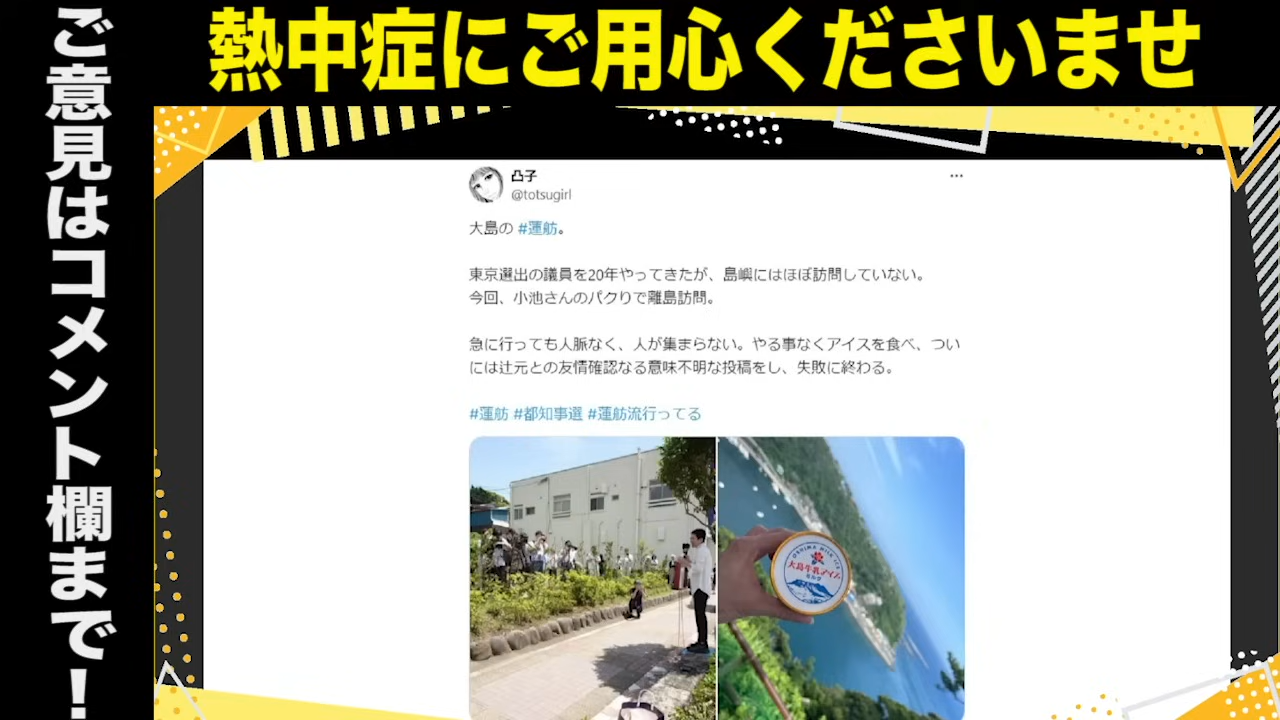 熱中症にご用心くださいませ
ご意見はコメント欄まで!
凸子
@totsugirl
大島の #蓮舫。
東京選出の議員を20年やってきたが、島嶼にはほぼ訪問していない。
今回、小池さんのパクりで離島訪問。
急に行っても人脈なく、人が集まらない。やる事なくアイスを食べ、つい
には辻元との友情確認なる意味不明な投稿をし、失敗に終わる。
#蓮舫 #都知事選 #蓮舫流行ってる
OSHIMA MILK ICE
大島牛乳アイス